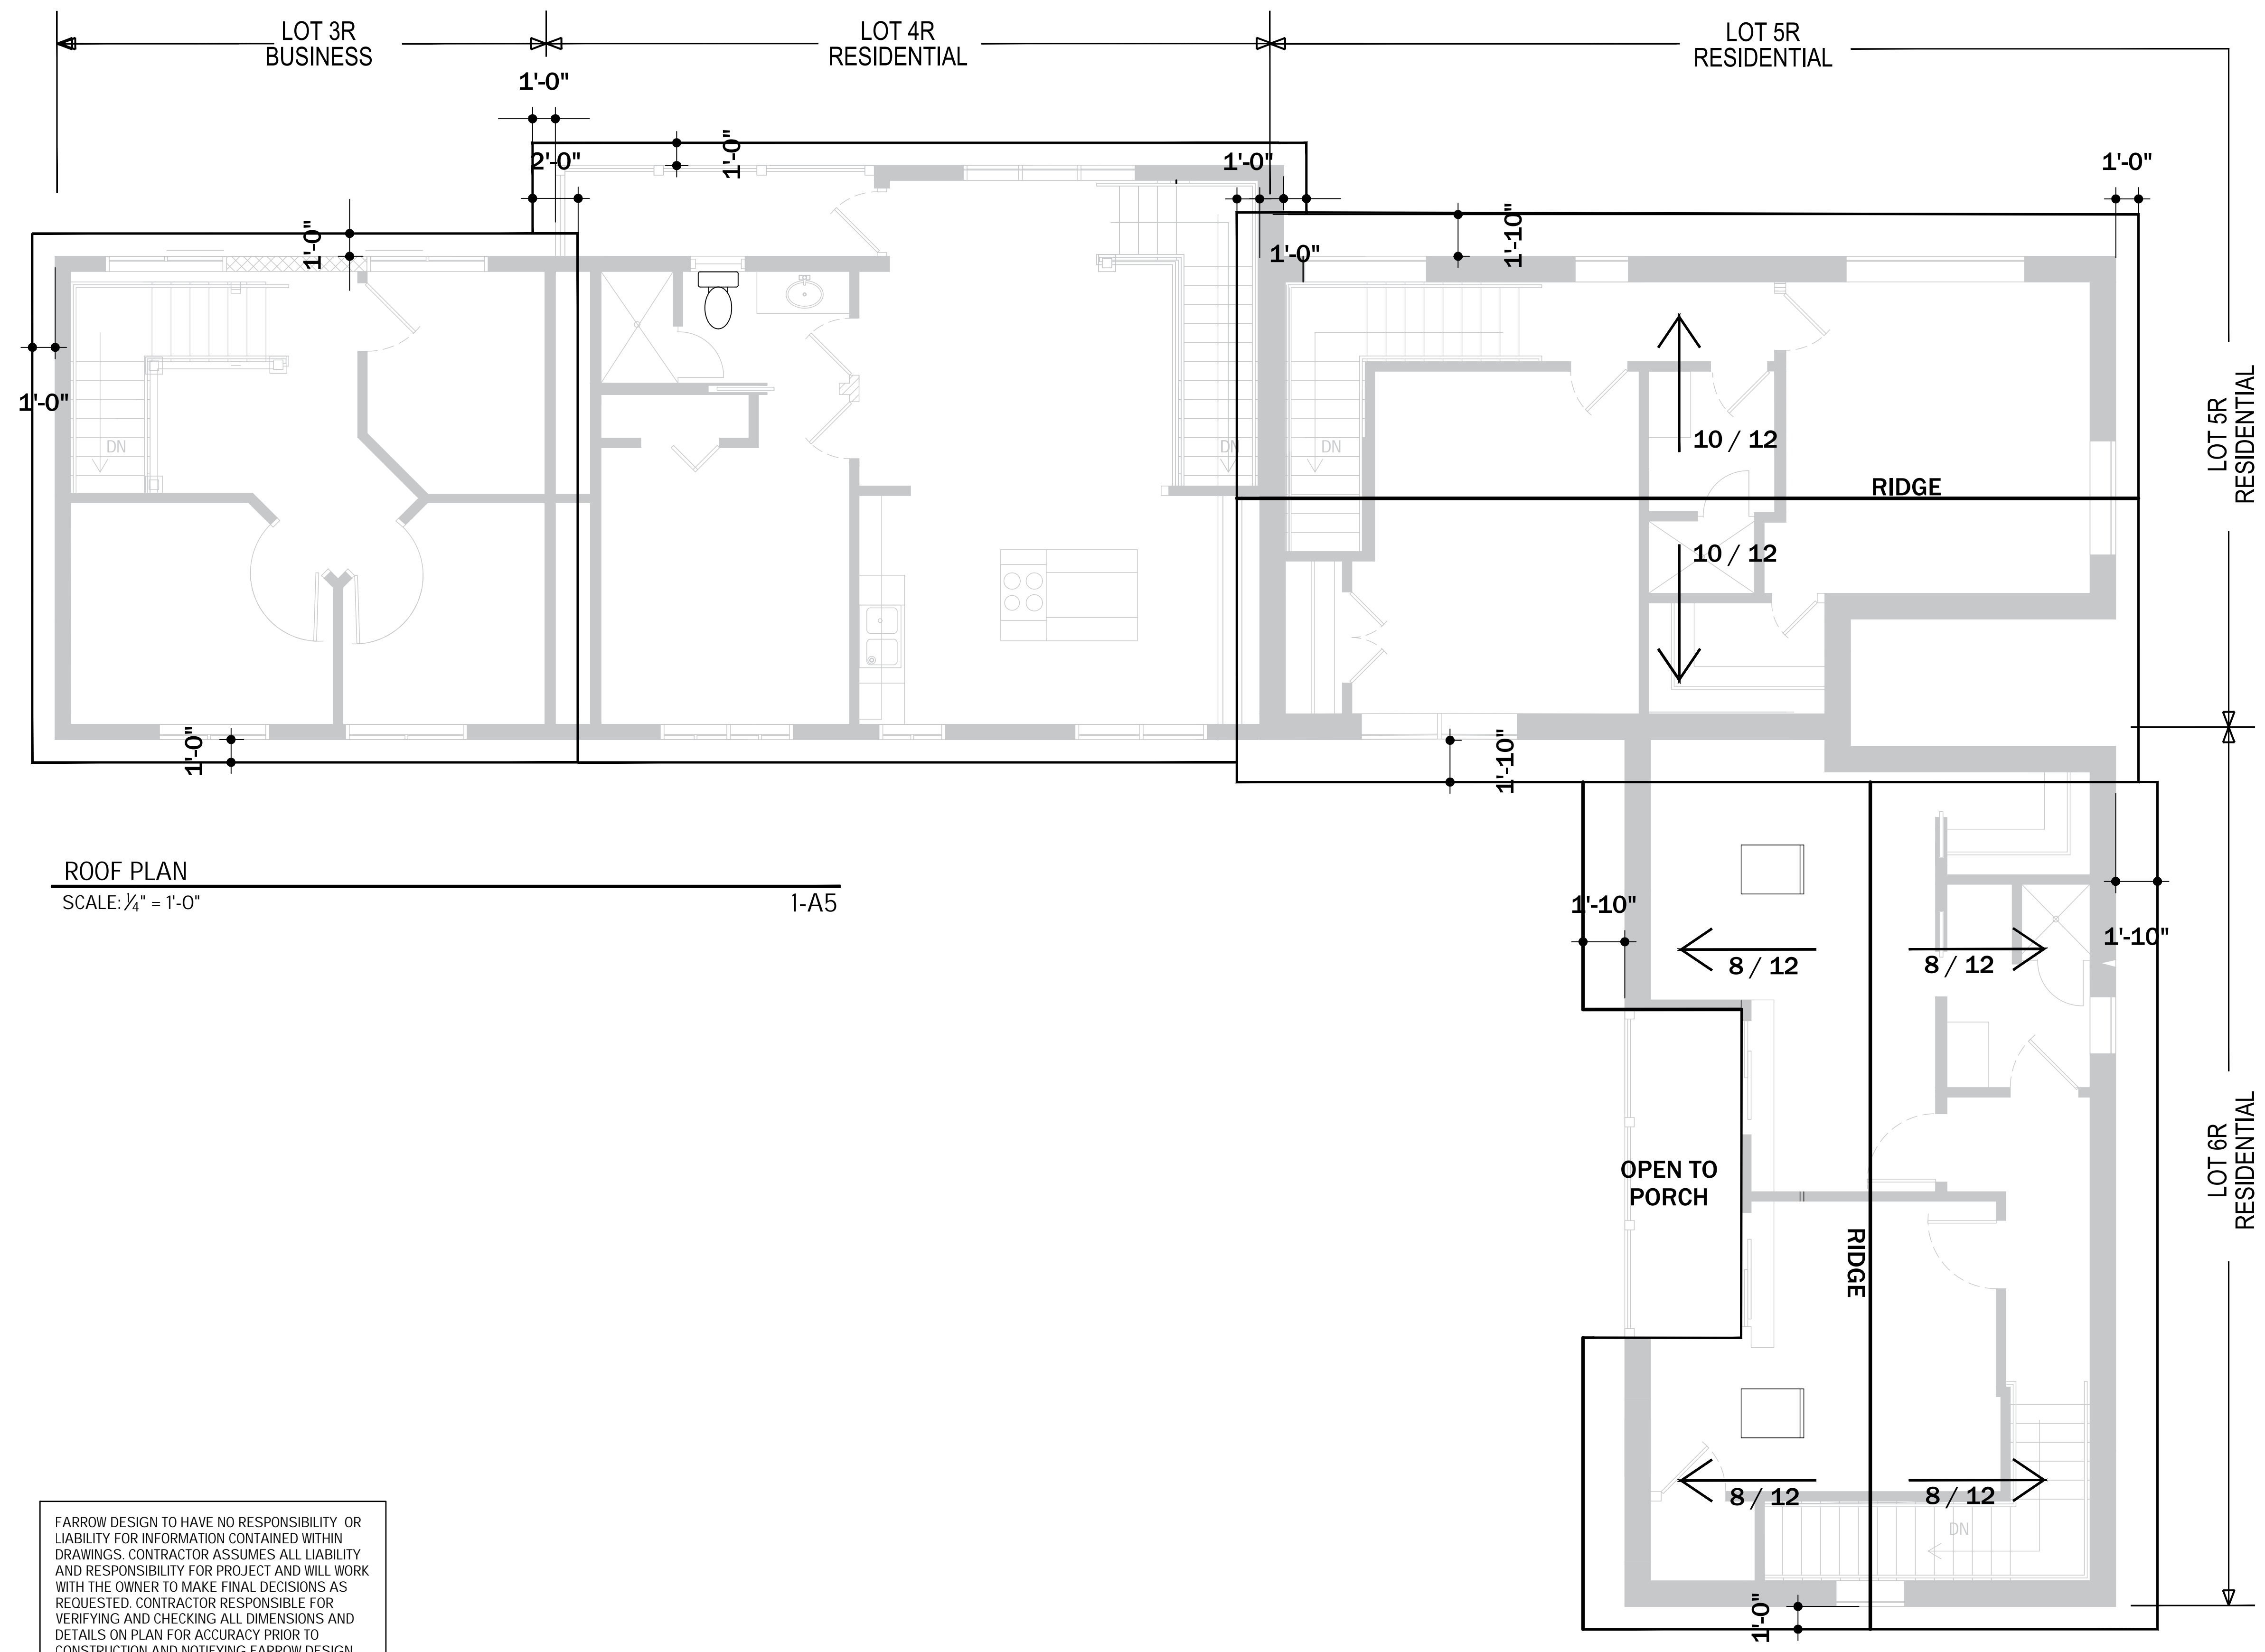 LOT 3R
BUSINESS
LOT 4R
RESIDENTIAL
LOT 5R
RESIDENTIAL
1'-0"
2'-0"
1'-0"
1'-0"
1'-0"
1'-0"
1'-0"
1'-10"
1'-0"
DN
DN
DN
10 / 12
RIDGE
10 / 12
LOT 5R
RESIDENTIAL
1'-0"
1'-10"
ROOF PLAN
SCALE: ¼" = 1'-0"
1-A5
1'-10"
1'-10"
8 / 12
8 / 12
OPEN TO
PORCH
RIDGE
LOT 6R
RESIDENTIAL
8 / 12
8 / 12
DN
1'-0"
FARROW DESIGN TO HAVE NO RESPONSIBILITY OR
LIABILITY FOR INFORMATION CONTAINED WITHIN
DRAWINGS. CONTRACTOR ASSUMES ALL LIABILITY
AND RESPONSIBILITY FOR PROJECT AND WILL WORK
WITH THE OWNER TO MAKE FINAL DECISIONS AS
REQUESTED. CONTRACTOR RESPONSIBLE FOR
VERIFYING AND CHECKING ALL DIMENSIONS AND
DETAILS ON PLAN FOR ACCURACY PRIOR TO
CONSTRUCTION AND NOTIFYING FARROW DESIGN